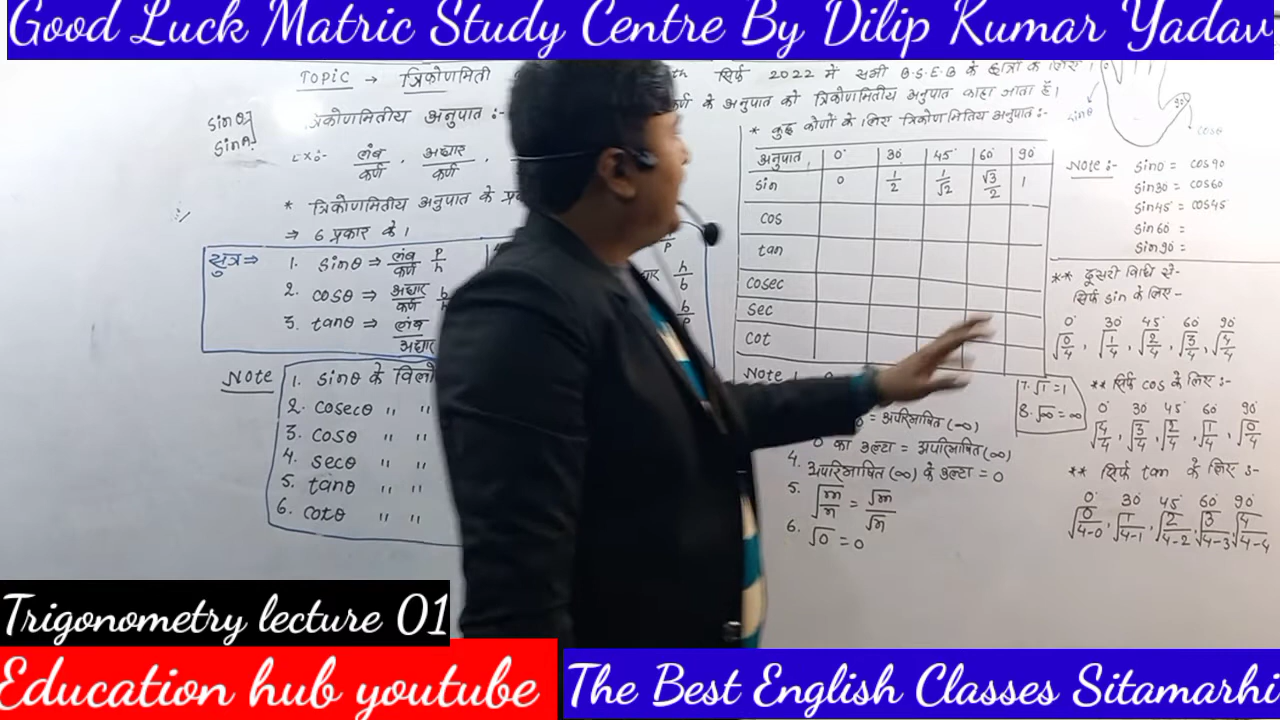 Good Luck Matric Study Centre By Dilip Kumar Yadav
TOPIC → त्रिकोणमिती
th सिर्फ 2022 में सभी B.S.E.B के छात्रों के लिए।
sinθ
sinA
त्रिकोणमितीय अनुपात :-
कर्ण के अनुपात को त्रिकोणमितीय अनुपात काहा जाता है।
Ex:- लंब/कर्ण , आधार/कर्ण ,
* त्रिकोणमितीय अनुपात के
⇒ 6 प्रकार के।
सुत्र ⇒
1. sinθ ⇒ लंब/कर्ण p/h
2. cosθ ⇒ आधार/कर्ण
3. tanθ ⇒ लंब/आधार
h/b
b/p
Note
1. sinθ के विलो
2. cosecθ " "
3. cosθ " "
4. secθ " "
5. tanθ " "
6. cotθ " "
* कुछ कोणों के लिए त्रिकोणमितिय अनुपात :-
अनुपात 0° 30° 45° 60° 90°
sin 0 1/2 1/√2 √3/2 1
cos
tan
cosec
sec
cot
Note
= अपरिभाषित (∞)
0 का उल्टा = अपरिभाषित (∞)
4. अपरिभाषित (∞) के उल्टा = 0
5. √(m/n) = √m/√n
6. √0 = 0
7. √1 = 1
8. √∞ = ∞
sinθ
90°
cosθ
Note :- sin0 = cos90
sin30 = cos60
sin45 = cos45
sin60 =
sin90 =
** दूसरी विधि से-
सिर्फ sin के लिए -
0° 30° 45° 60° 90°
√(0/4) , √(1/4) , √(2/4) , √(3/4) , √(4/4)
** सिर्फ cos के लिए :-
0° 30° 45° 60° 90°
√(4/4) , √(3/4) , √(2/4) , √(1/4) , √(0/4)
** सिर्फ tan के लिए :-
0° 30° 45° 60° 90°
√(0/4-0) , √(1/4-1) , √(2/4-2) , √(3/4-3) , √(4/4-4)
Trigonometry lecture 01
Education hub youtube
The Best English Classes Sitamarhi